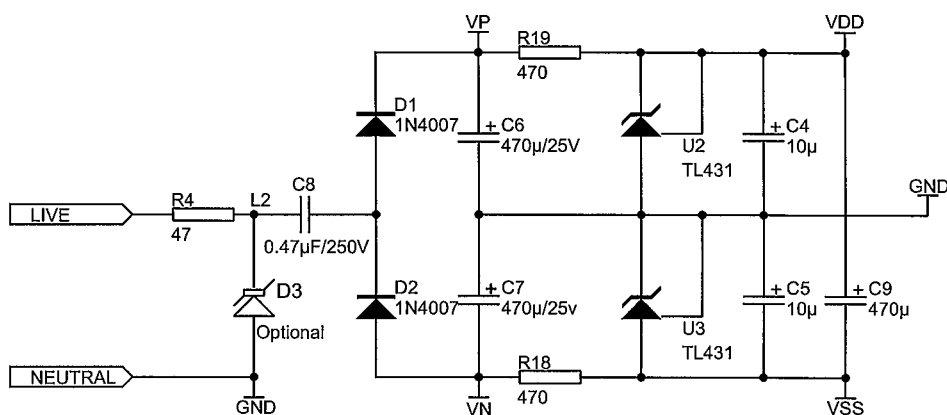 VP
R19
470
VDD
D1
1N4007
+ C6
470µ/25V
U2
TL431
+ C4
10µ
GND
LIVE
R4
47
L2
C8
0.47µF/250V
D3
Optional
D2
1N4007
+ C7
470µ/25v
U3
TL431
+ C5
10µ
+ C9
470µ
NEUTRAL
GND
R18
470
VN
VSS